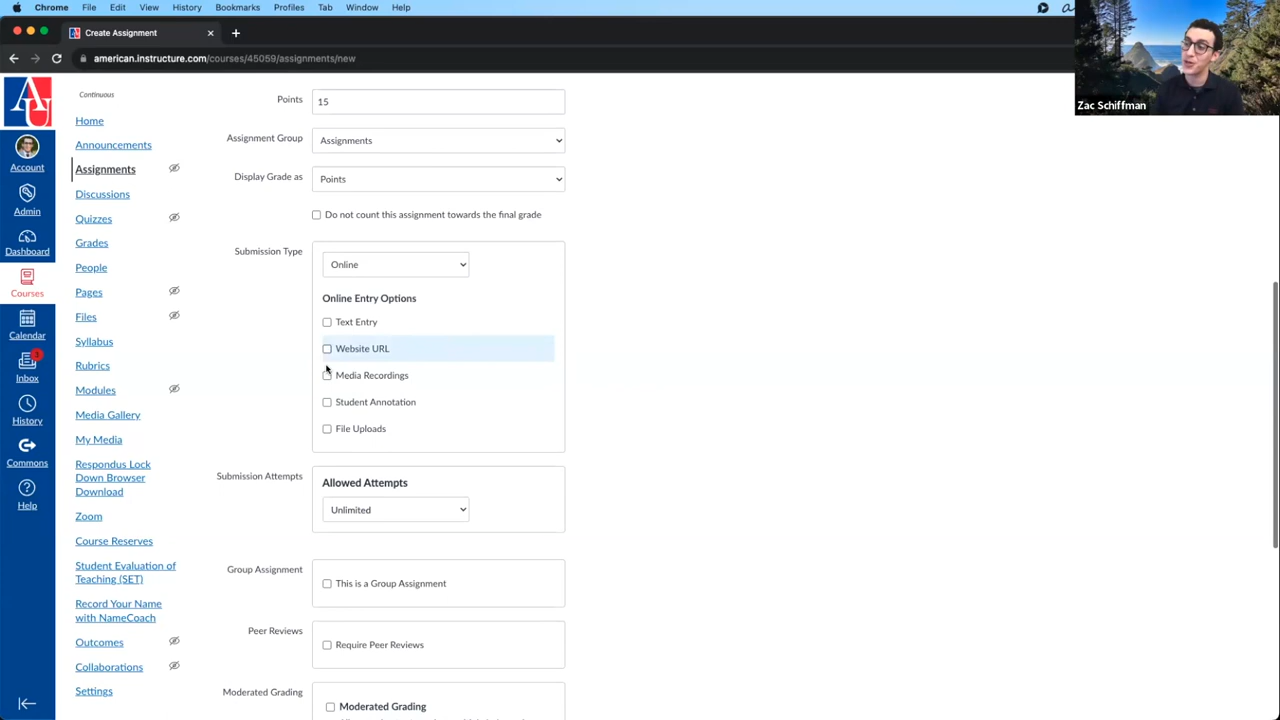 Chrome File Edit View History Bookmarks Profiles Tab Window Help
Create Assignment
american.instructure.com/courses/45059/assignments/new
Zac Schiffman
AU
Account
Admin
Dashboard
Courses
Calendar
3
Inbox
History
Commons
Help
Continuous
Home
Announcements
Assignments
Discussions
Quizzes
Grades
People
Pages
Files
Syllabus
Rubrics
Modules
Media Gallery
My Media
Respondus Lock
Down Browser
Download
Zoom
Course Reserves
Student Evaluation of
Teaching (SET)
Record Your Name
with NameCoach
Outcomes
Collaborations
Settings
Points 15
Assignment Group Assignments
Display Grade as Points
Do not count this assignment towards the final grade
Submission Type Online
Online Entry Options
Text Entry
Website URL
Media Recordings
Student Annotation
File Uploads
Submission Attempts Allowed Attempts
Unlimited
Group Assignment This is a Group Assignment
Peer Reviews Require Peer Reviews
Moderated Grading Moderated Grading